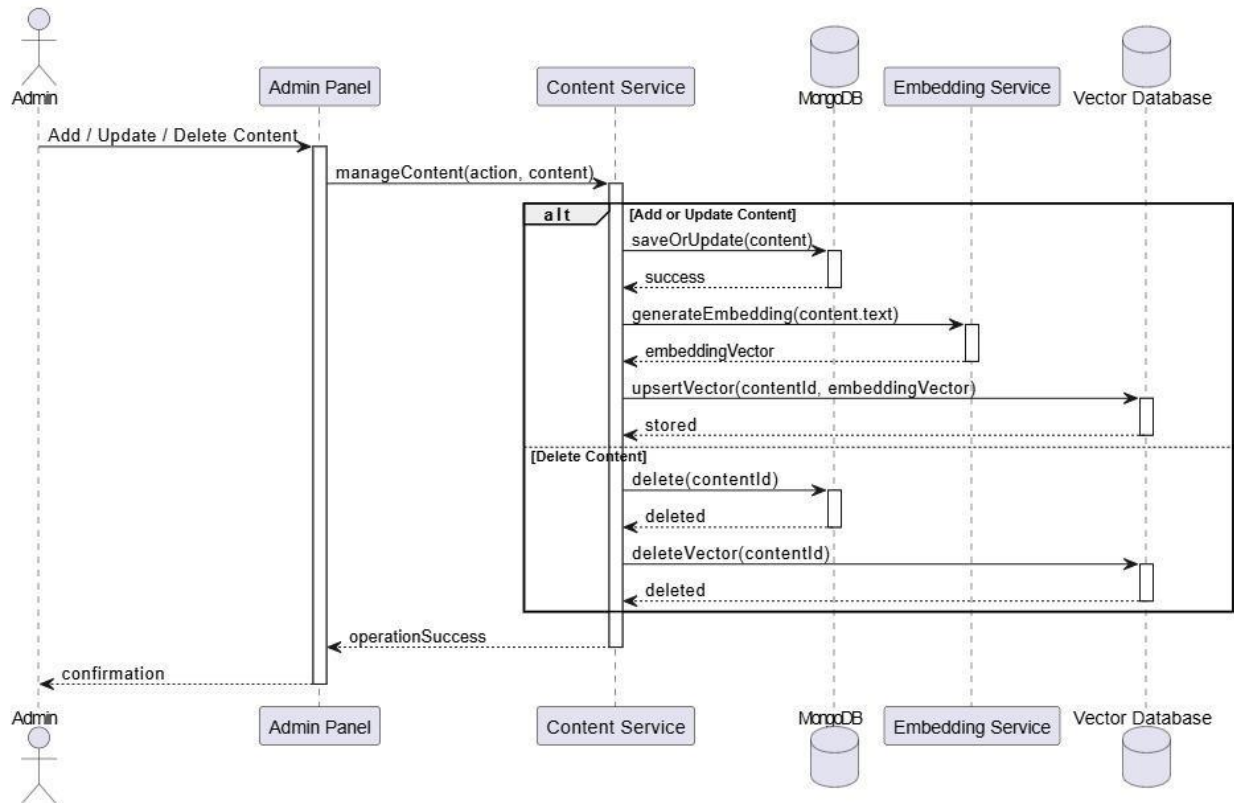 Admin
Admin Panel
Content Service
MongoDB
Embedding Service
Vector Database
Add / Update / Delete Content
manageContent(action, content)
alt
[Add or Update Content]
saveOrUpdate(content)
success
generateEmbedding(content.text)
embeddingVector
upsertVector(contentId, embeddingVector)
stored
[Delete Content]
delete(contentId)
deleted
deleteVector(contentId)
deleted
operationSuccess
confirmation
Admin
Admin Panel
Content Service
MongoDB
Embedding Service
Vector Database